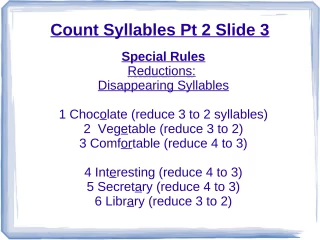 Count Syllables Pt 2 Slide 3
Special Rules
Reductions:
Disappearing Syllables
1 Chocolate (reduce 3 to 2 syllables)
2 Vegetable (reduce 3 to 2)
3 Comfortable (reduce 4 to 3)
4 Interesting (reduce 4 to 3)
5 Secretary (reduce 4 to 3)
6 Library (reduce 3 to 2)